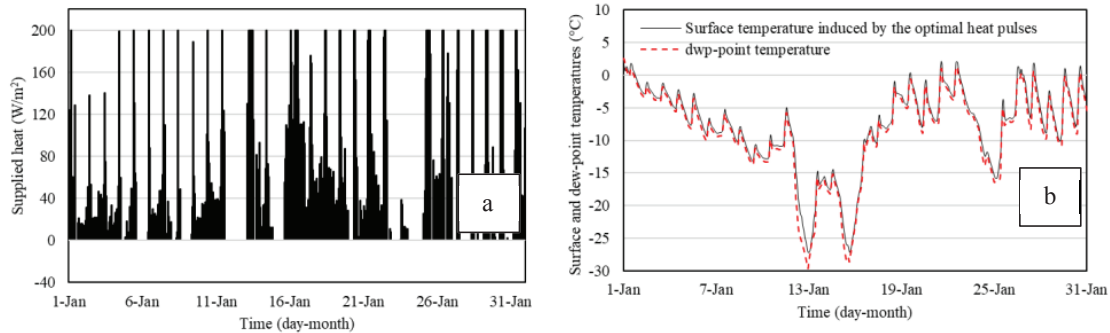 200
160
120
80
40
0
-40
Supplied heat (W/m²)
a
1-Jan 6-Jan 11-Jan 16-Jan 21-Jan 26-Jan 31-Jan
Time (day-month)
10
5
0
-5
-10
-15
-20
-25
-30
Surface and dew-point temperatures (°C)
Surface temperature induced by the optimal heat pulses
dwp-point temperature
b
1-Jan 7-Jan 13-Jan 19-Jan 25-Jan 31-Jan
Time (day-month)